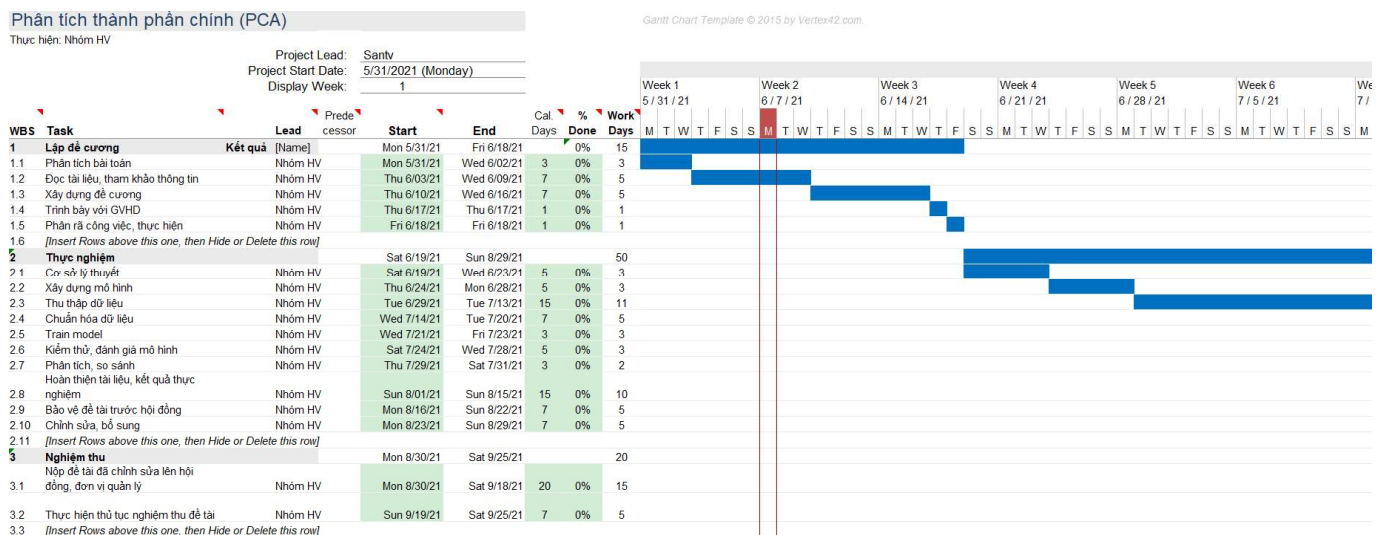 Phân tích thành phần chính (PCA)
Gantt Chart Template © 2015 by Vertex42.com.
Thực hiện: Nhóm HV
Project Lead: Santv
Project Start Date: 5/31/2021 (Monday)
Display Week: 1
Week 1 Week 2 Week 3 Week 4 Week 5 Week 6 We
5 / 31 / 21 6 / 7 / 21 6 / 14 / 21 6 / 21 / 21 6 / 28 / 21 7 / 5 / 21 7 /
WBS Task Lead Prede cessor Start End Cal. Days % Done Work Days M T W T F S S M T W T F S S M T W T F S S M T W T F S S M T W T F S S M T W T F S S M
1 Lập đề cương Kết quả [Name] Mon 5/31/21 Fri 6/18/21 0% 15
1.1 Phân tích bài toán Nhóm HV Mon 5/31/21 Wed 6/02/21 3 0% 3
1.2 Đọc tài liệu, tham khảo thông tin Nhóm HV Thu 6/03/21 Wed 6/09/21 7 0% 5
1.3 Xây dựng đề cương Nhóm HV Thu 6/10/21 Wed 6/16/21 7 0% 5
1.4 Trình bày với GVHD Nhóm HV Thu 6/17/21 Thu 6/17/21 1 0% 1
1.5 Phân rã công việc, thực hiện Nhóm HV Fri 6/18/21 Fri 6/18/21 1 0% 1
1.6 [Insert Rows above this one, then Hide or Delete this row]
2 Thực nghiệm Sat 6/19/21 Sun 8/29/21 50
2.1 Cơ sở lý thuyết Nhóm HV Sat 6/19/21 Wed 6/23/21 5 0% 3
2.2 Xây dựng mô hình Nhóm HV Thu 6/24/21 Mon 6/28/21 5 0% 3
2.3 Thu thập dữ liệu Nhóm HV Tue 6/29/21 Tue 7/13/21 15 0% 11
2.4 Chuẩn hóa dữ liệu Nhóm HV Wed 7/14/21 Tue 7/20/21 7 0% 5
2.5 Train model Nhóm HV Wed 7/21/21 Fri 7/23/21 3 0% 3
2.6 Kiểm thử, đánh giá mô hình Nhóm HV Sat 7/24/21 Wed 7/28/21 5 0% 3
2.7 Phân tích, so sánh Nhóm HV Thu 7/29/21 Sat 7/31/21 3 0% 2
Hoàn thiện tài liệu, kết quả thực
2.8 nghiệm Nhóm HV Sun 8/01/21 Sun 8/15/21 15 0% 10
2.9 Bảo vệ đề tài trước hội đồng Nhóm HV Mon 8/16/21 Sun 8/22/21 7 0% 5
2.10 Chỉnh sửa, bổ sung Nhóm HV Mon 8/23/21 Sun 8/29/21 7 0% 5
2.11 [Insert Rows above this one, then Hide or Delete this row]
3 Nghiệm thu Mon 8/30/21 Sat 9/25/21 20
Nộp đề tài đã chỉnh sửa lên hội
3.1 đồng, đơn vị quản lý Nhóm HV Mon 8/30/21 Sat 9/18/21 20 0% 15
3.2 Thực hiện thủ tục nghiệm thu đề tài Nhóm HV Sun 9/19/21 Sat 9/25/21 7 0% 5
3.3 [Insert Rows above this one, then Hide or Delete this row]